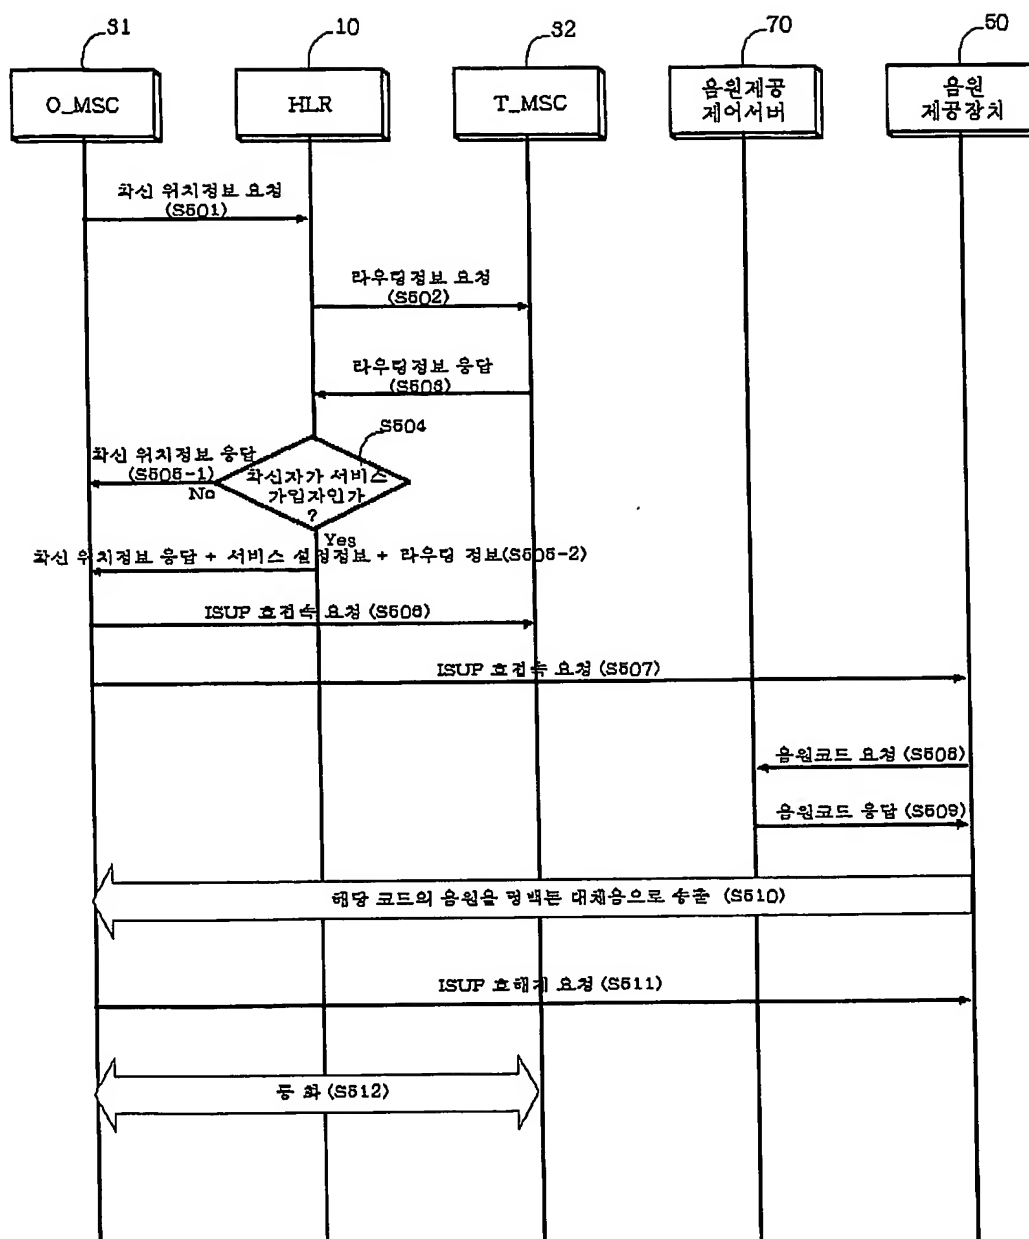 31
10
32
70
50
O_MSC
HLR
T_MSC
음원제공
제어서버
음원
제공장치
착신 위치정보 요청
(S501)
라우팅정보 요청
(S502)
라우팅정보 응답
(S503)
S504
착신 위치정보 응답
(S505-1)
No
착신자가 서비스
가입자인가
?
Yes
착신 위치정보 응답 + 서비스 설정정보 + 라우팅 정보(S505-2)
ISUP 호접속 요청 (S506)
ISUP 호접속 요청 (S507)
음원코드 요청 (S508)
음원코드 응답 (S509)
해당 코드의 음원을 링백톤 대체음으로 송출 (S510)
ISUP 호해제 요청 (S511)
통 화 (S512)